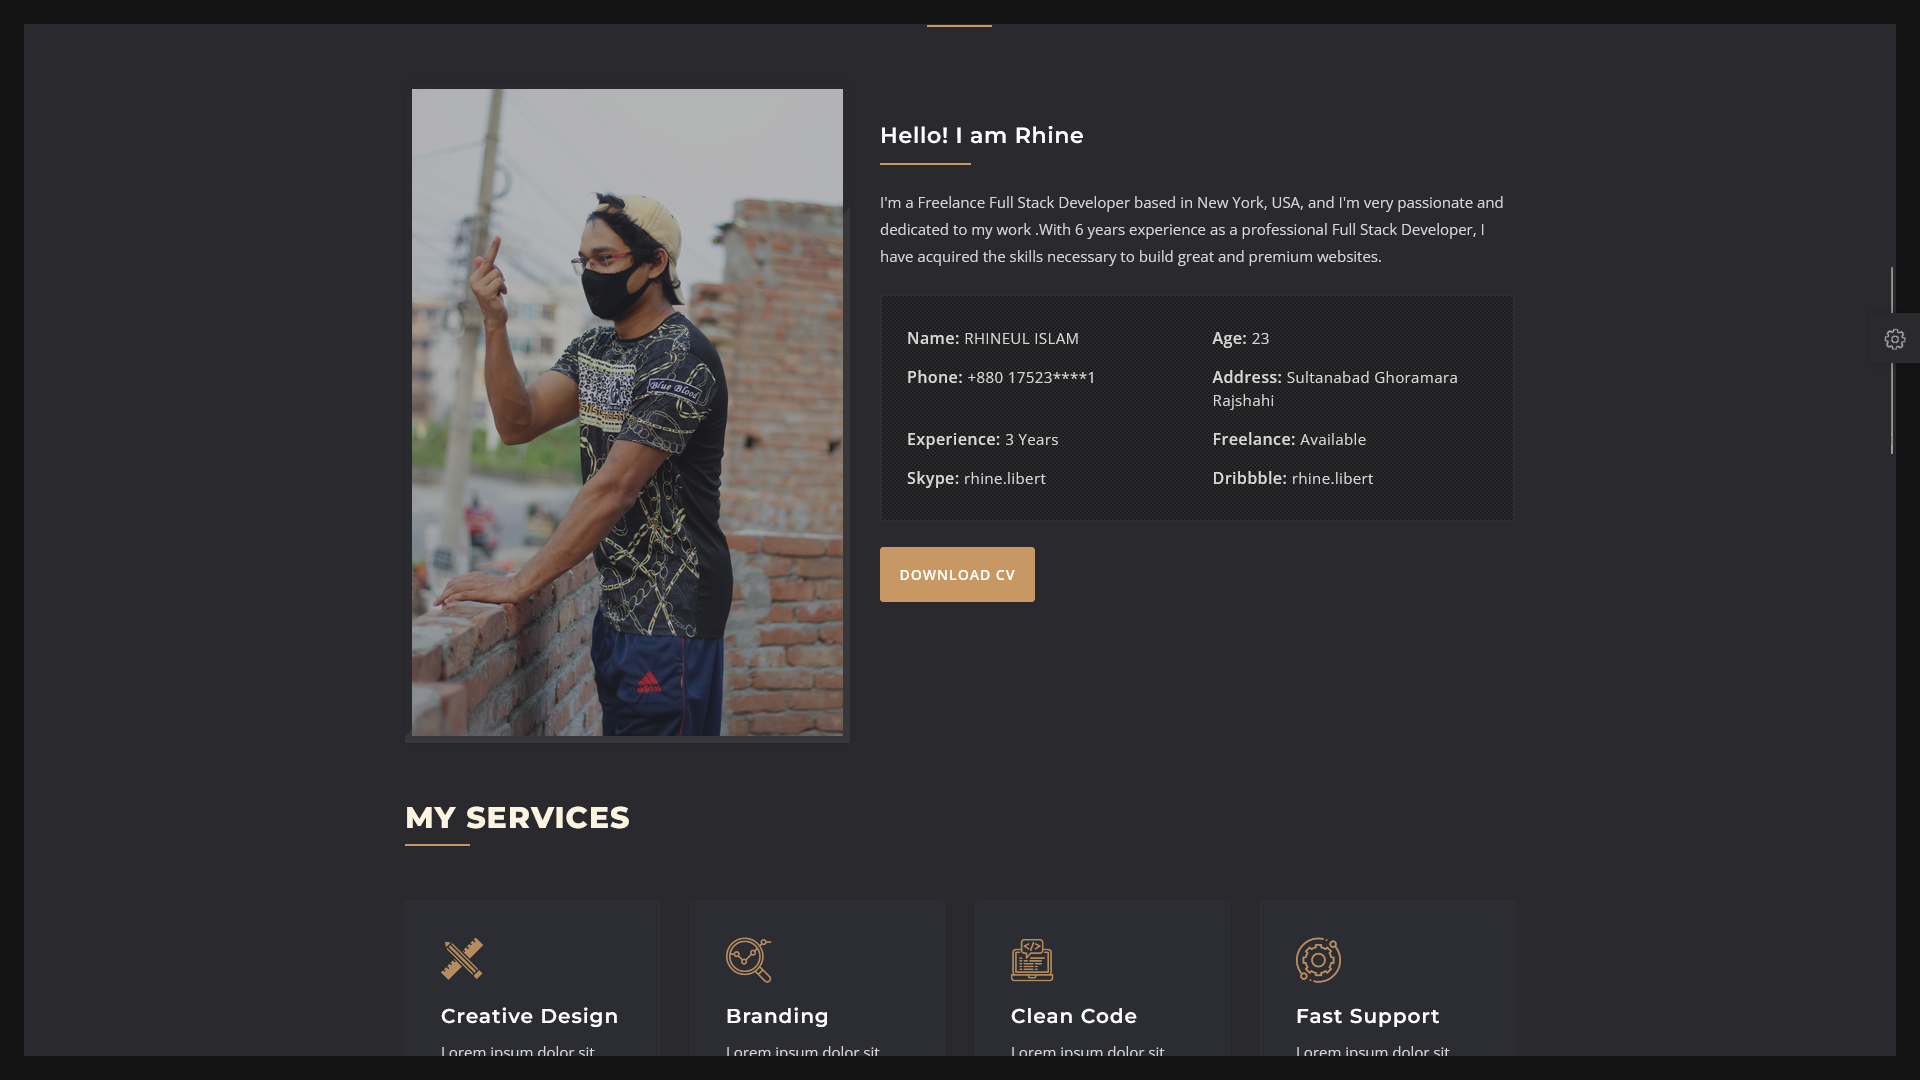 Hello! I am Rhine
I'm a Freelance Full Stack Developer based in New York, USA, and I'm very passionate and
dedicated to my work .With 6 years experience as a professional Full Stack Developer, I
have acquired the skills necessary to build great and premium websites.
Name: RHINEUL ISLAM
Age: 23
Phone: +880 17523****1
Address: Sultanabad Ghoramara
Rajshahi
Experience: 3 Years
Freelance: Available
Skype: rhine.libert
Dribbble: rhine.libert
DOWNLOAD CV
Blue Blood
adidas
MY SERVICES
Creative Design
Branding
Clean Code
Fast Support
Lorem ipsum dolor sit
Lorem ipsum dolor sit
Lorem ipsum dolor sit
Lorem ipsum dolor sit